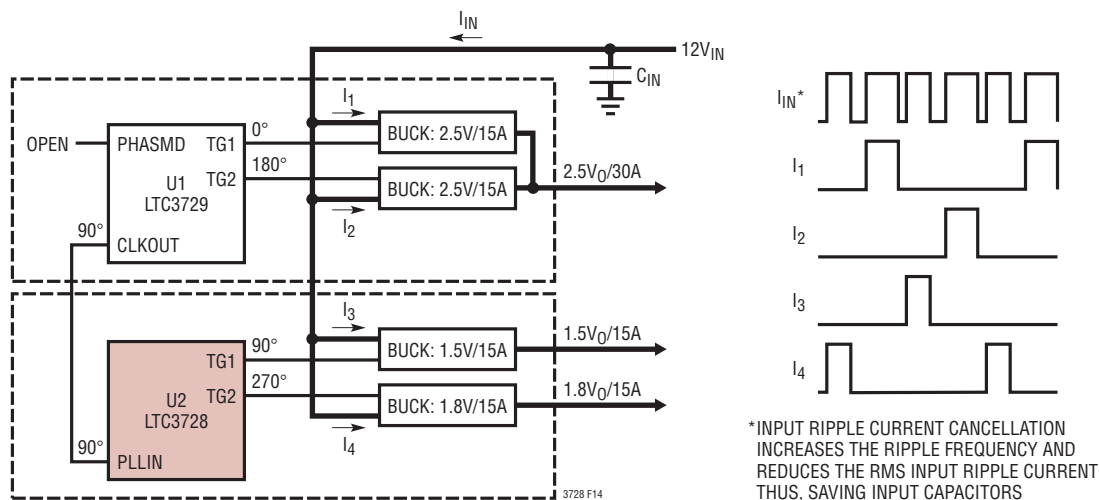 I_IN
12V_IN
C_IN
I_1
BUCK: 2.5V/15A
OPEN
PHASMD
TG1
0°
U1
LTC3729
TG2
180°
BUCK: 2.5V/15A
2.5V_O/30A
I_2
90°
CLKOUT
I_3
BUCK: 1.5V/15A
1.5V_O/15A
TG1
90°
U2
LTC3728
TG2
270°
BUCK: 1.8V/15A
1.8V_O/15A
I_4
90°
PLLIN
3728 F14
I_IN*
I_1
I_2
I_3
I_4
*INPUT RIPPLE CURRENT CANCELLATION
INCREASES THE RIPPLE FREQUENCY AND
REDUCES THE RMS INPUT RIPPLE CURRENT
THUS, SAVING INPUT CAPACITORS